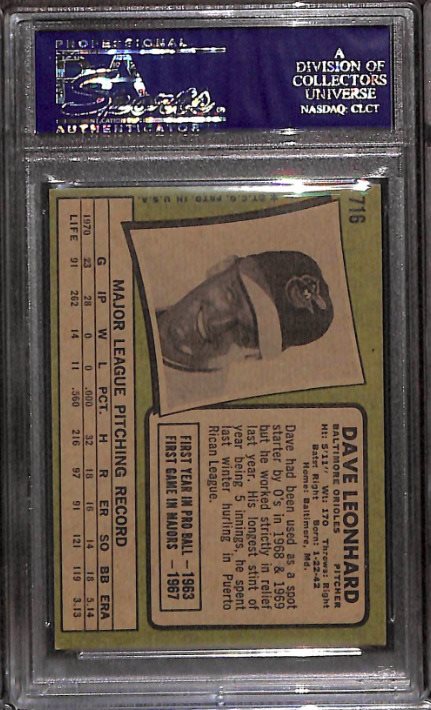 PROFESSIONAL
PSA
Sports
AUTHENTICATOR
A
DIVISION OF
COLLECTORS
UNIVERSE
NASDAQ: CLCT
716
★©T.C.G. PRTD. IN U.S.A.
DAVE LEONHARD
BALTIMORE ORIOLES PITCHER
Ht: 5'11" Wt: 170 Throws: Right
Bats: Right Born: 1-22-42
Home: Baltimore, Md.
Dave had been used as a spot
starter by O's in 1968 & 1969
but he worked strictly in relief
last year. His longest stint of
year being 5 innings, he spent
last winter hurling in Puerto
Rican League.
FIRST YEAR IN PRO BALL — 1963
FIRST GAME IN MAJORS — 1967
MAJOR LEAGUE PITCHING RECORD
G IP W L PCT. H R ER SO BB ERA
1970 23 28 0 0 .000 32 18 16 14 18 5.14
LIFE 91 262 14 11 .560 216 97 91 121 119 3.13